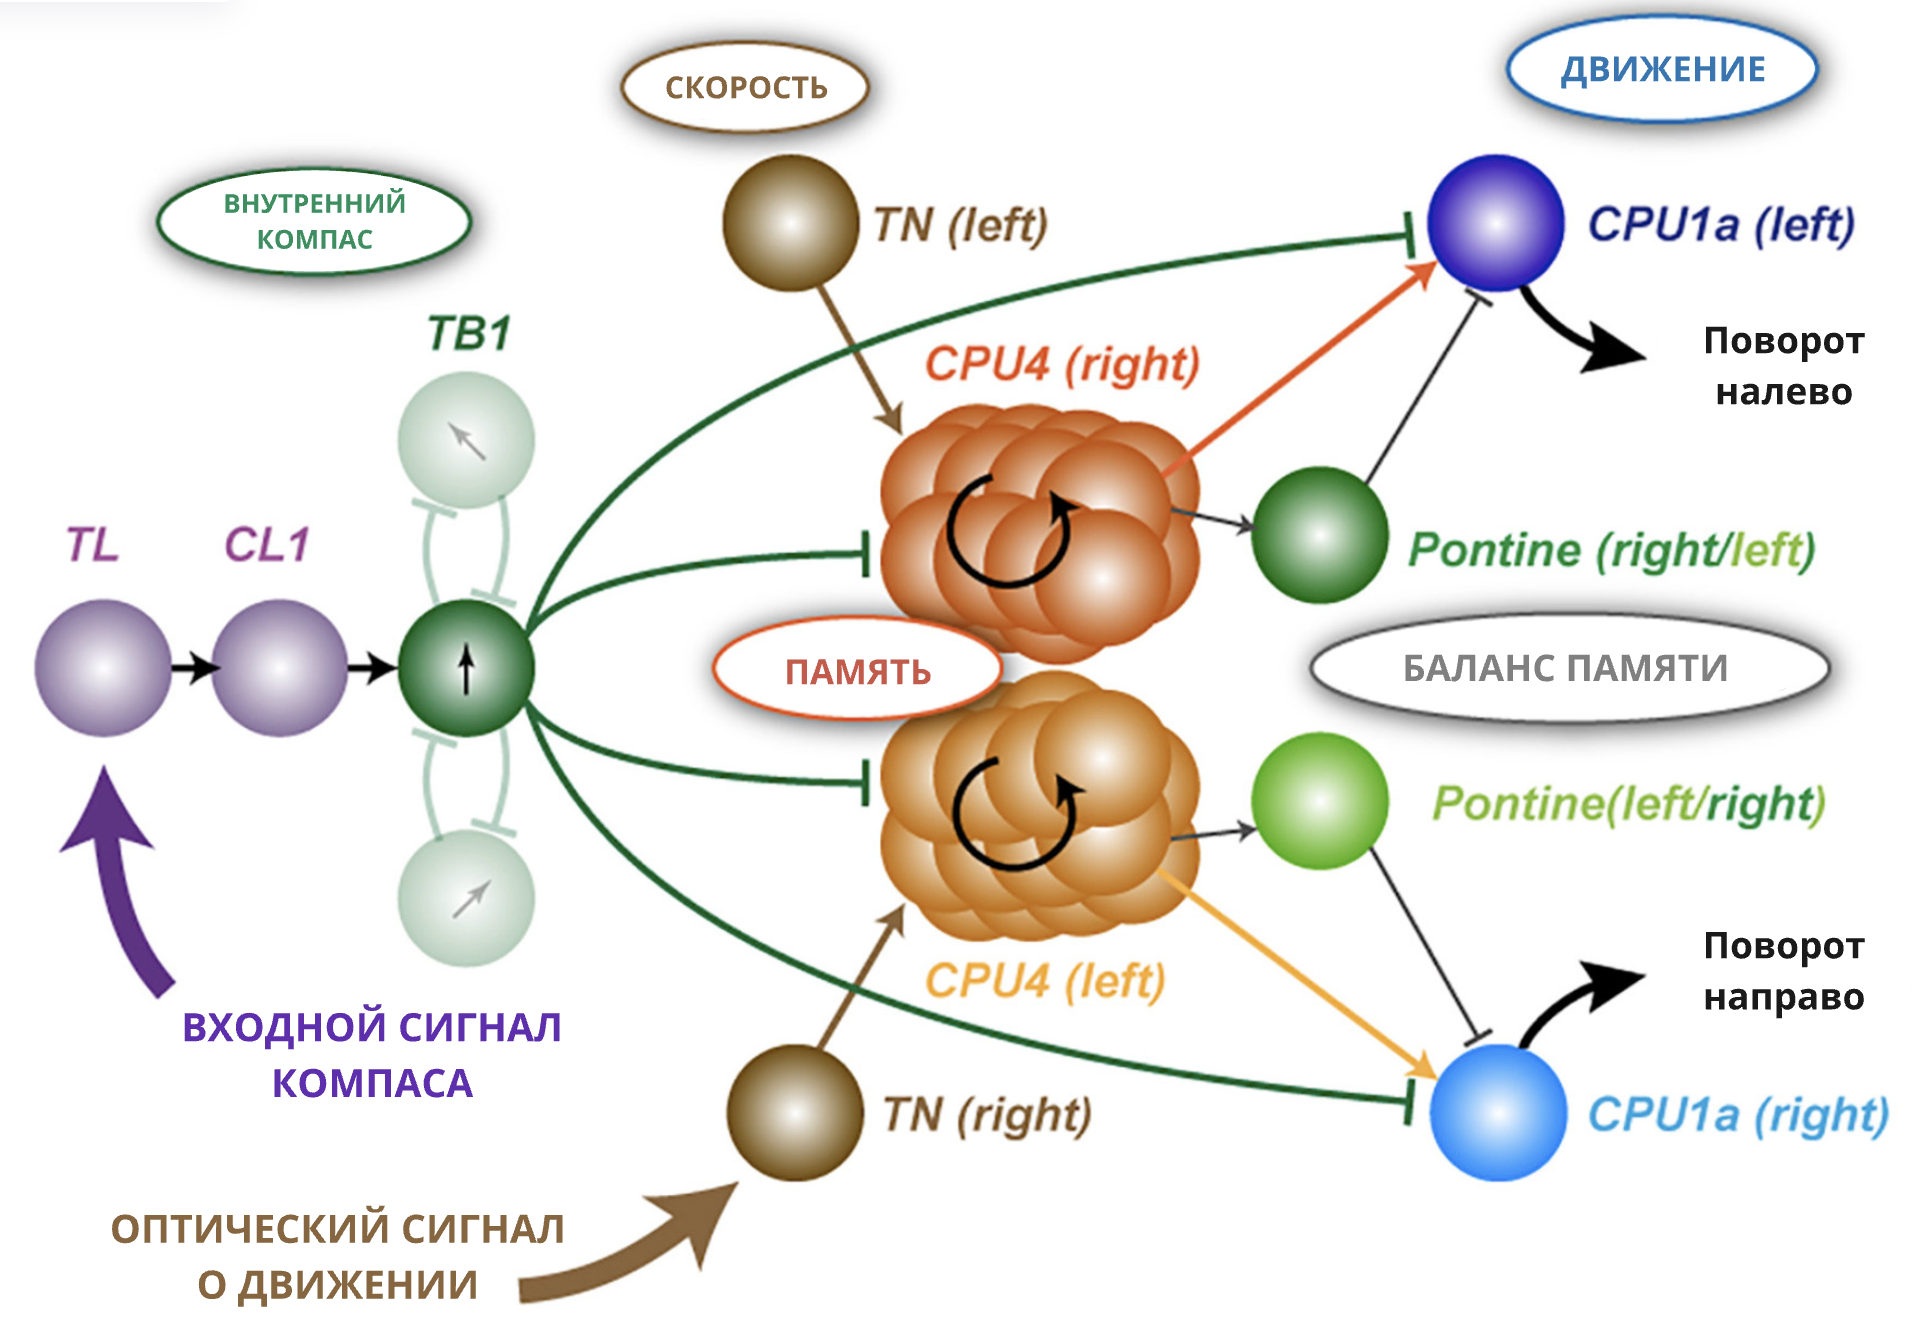 СКОРОСТЬ
ДВИЖЕНИЕ
ВНУТРЕННИЙ
КОМПАС
TN (left)
CPU1a (left)
TB1
CPU4 (right)
Поворот
налево
TL
CL1
Pontine (right/left)
ПАМЯТЬ
БАЛАНС ПАМЯТИ
Pontine(left/right)
ВХОДНОЙ СИГНАЛ
КОМПАСА
CPU4 (left)
Поворот
направо
TN (right)
CPU1a (right)
ОПТИЧЕСКИЙ СИГНАЛ
О ДВИЖЕНИИ